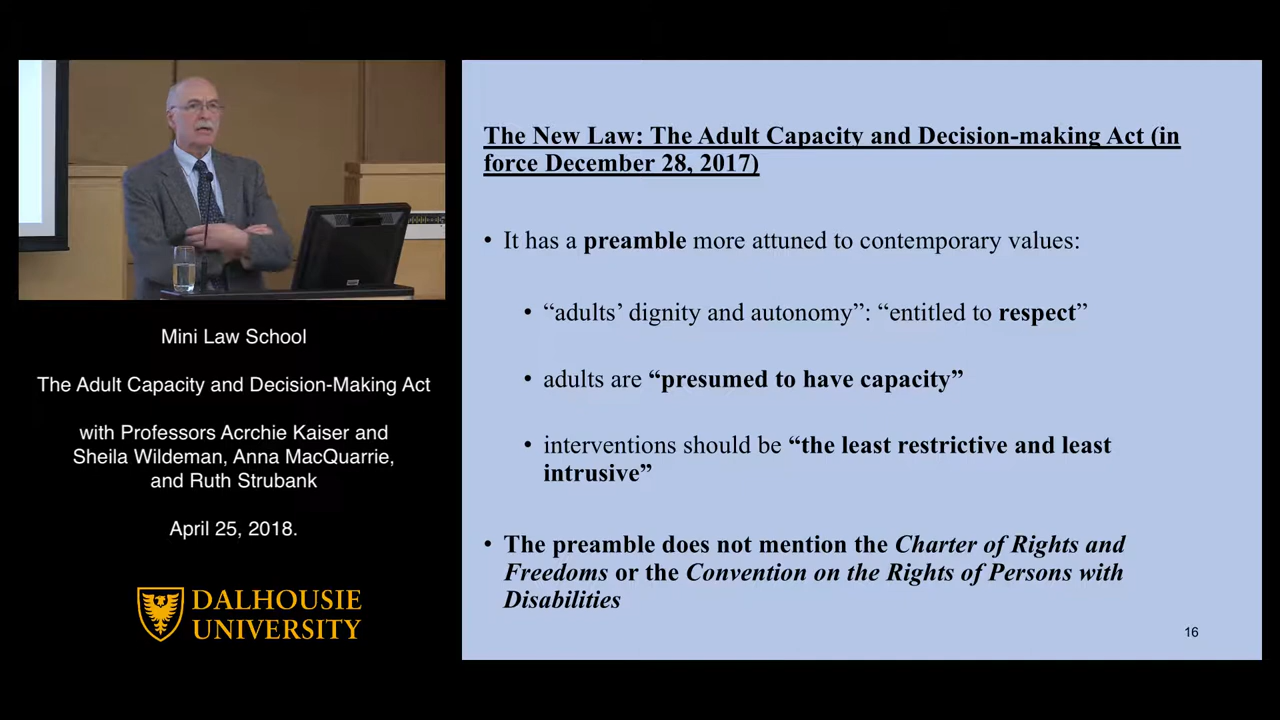 Mini Law School
The Adult Capacity and Decision-Making Act
with Professors Acrchie Kaiser and
Sheila Wildeman, Anna MacQuarrie,
and Ruth Strubank
April 25, 2018.
DALHOUSIE
UNIVERSITY
The New Law: The Adult Capacity and Decision-making Act (in
force December 28, 2017)
• It has a preamble more attuned to contemporary values:
• “adults’ dignity and autonomy”: “entitled to respect”
• adults are “presumed to have capacity”
• interventions should be “the least restrictive and least
intrusive”
• The preamble does not mention the Charter of Rights and
Freedoms or the Convention on the Rights of Persons with
Disabilities
16